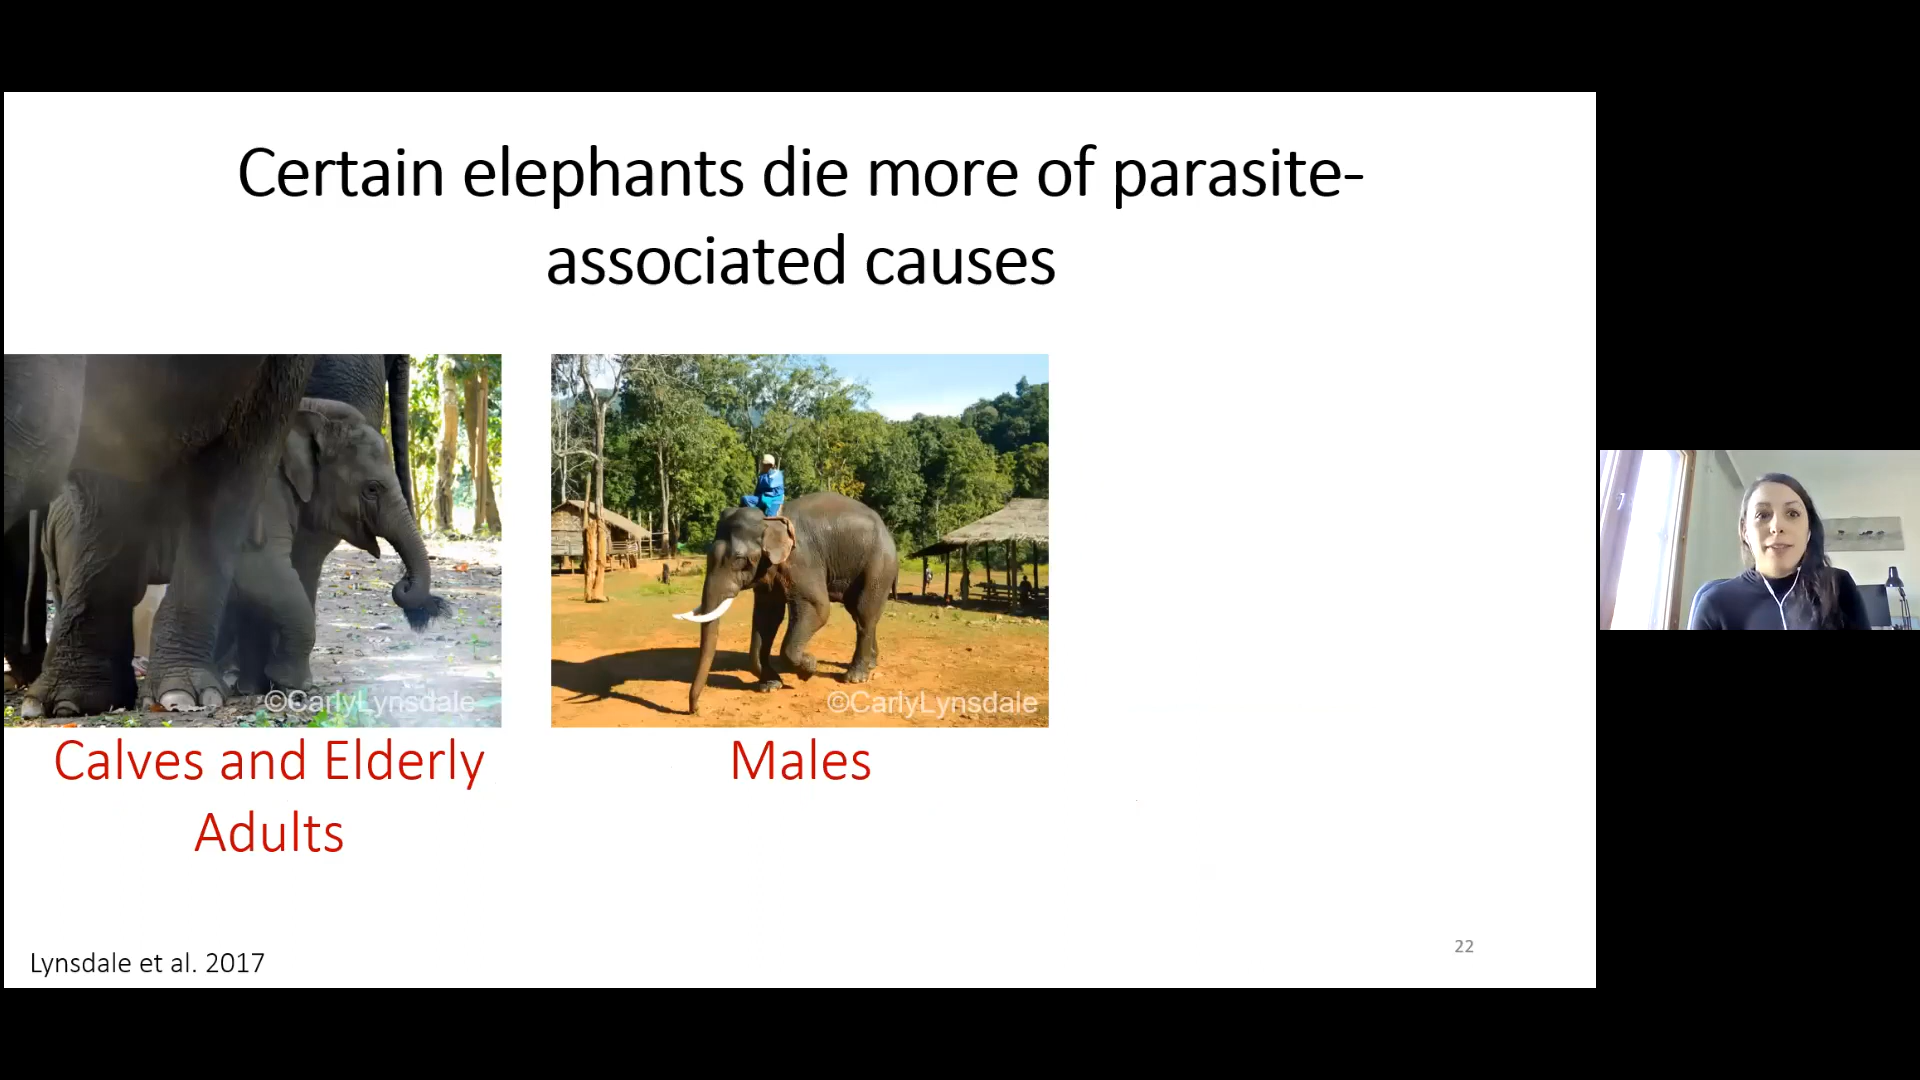 Certain elephants die more of parasite-
associated causes
©CarlyLynsdale
©CarlyLynsdale
Calves and Elderly
Adults
Males
Lynsdale et al. 2017
22